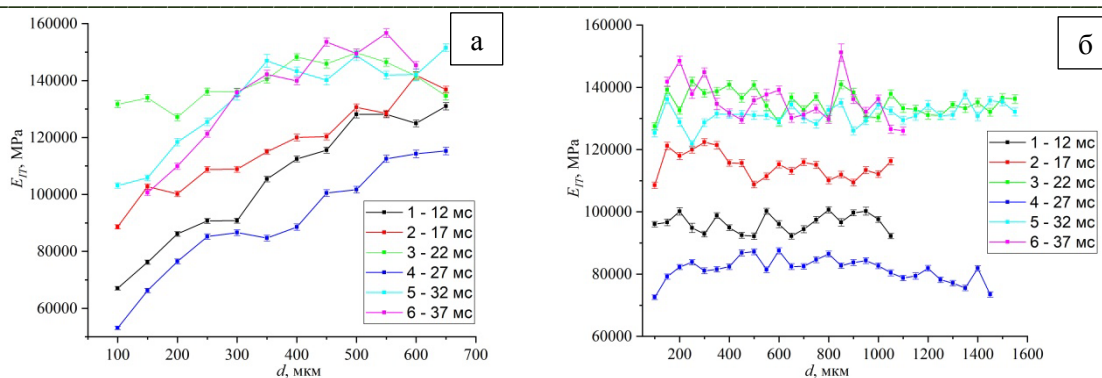 а
160000
140000
120000
100000
80000
60000
E_IT, MPa
100 200 300 400 500 600 700
d, мкм
1 - 12 мс
2 - 17 мс
3 - 22 мс
4 - 27 мс
5 - 32 мс
6 - 37 мс
б
160000
140000
120000
100000
80000
60000
E_IT, MPa
200 400 600 800 1000 1200 1400 1600
d, мкм
1 - 12 мс
2 - 17 мс
3 - 22 мс
4 - 27 мс
5 - 32 мс
6 - 37 мс